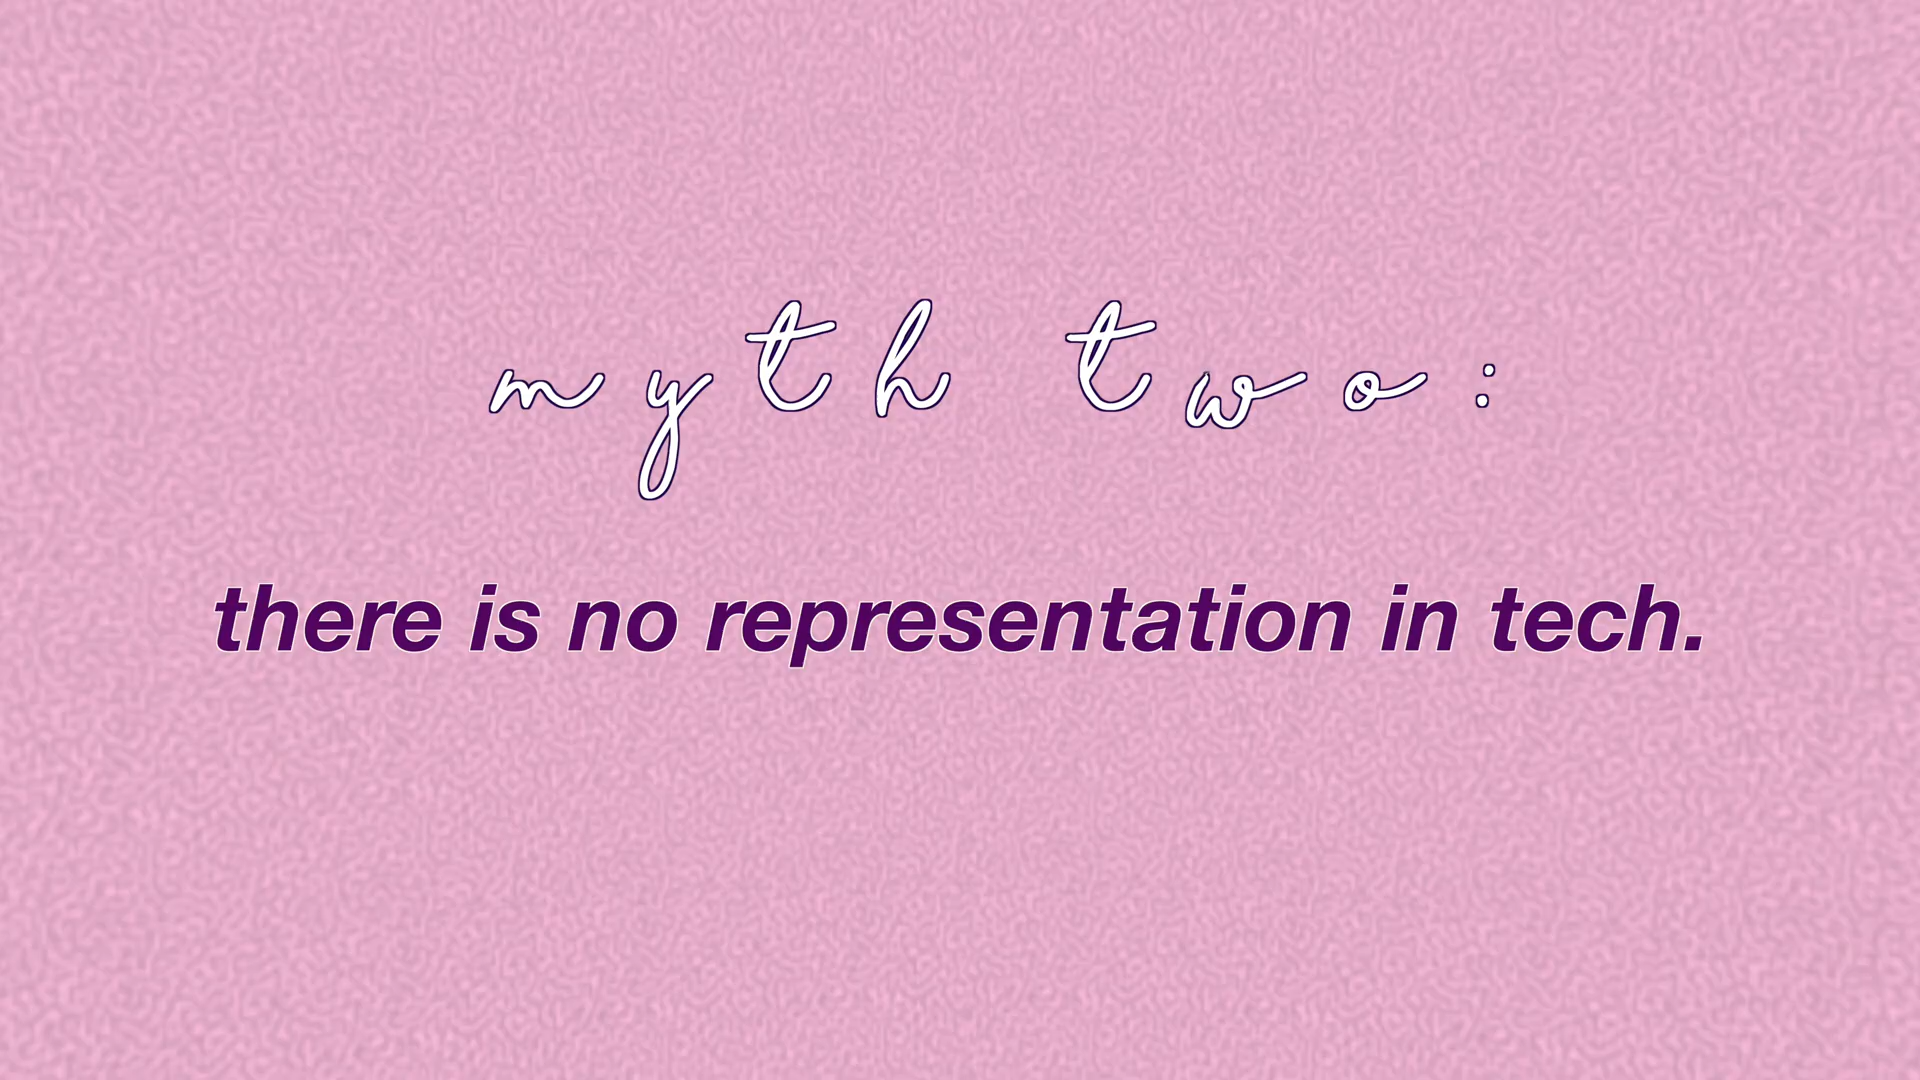 myth two:
there is no representation in tech.